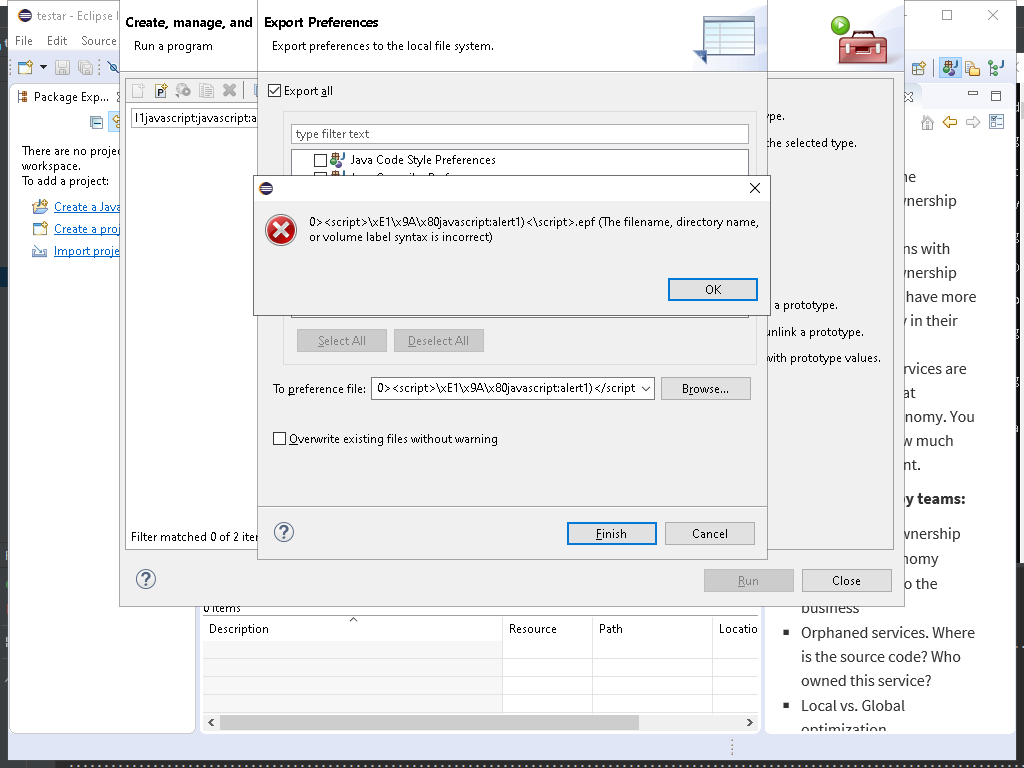 testar - Eclipse I
File Edit Source
Package Exp...
There are no proje
workspace.
To add a project:
Create a Java
Create a proj
Import proje
Create, manage, and
Run a program
l1javascript:javascript:a
Filter matched 0 of 2 iter
Export Preferences
Export preferences to the local file system.
Export all
type filter text
Java Code Style Preferences
0><script>\xE1\x9A\x80javascript:alert1)<\script>.epf (The filename, directory name,
or volume label syntax is incorrect)
OK
Select All Deselect All
To preference file: 0><script>\xE1\x9A\x80javascript:alert1)</script Browse...
Overwrite existing files without warning
Finish Cancel
ype.
the selected type.
a prototype.
unlink a prototype.
with prototype values.
Run Close
0 items
Description Resource Path Locatio
ne
wnership
ns with
wnership
have more
y in their
rvices are
at
nomy. You
w much
nt.
y teams:
wnership
nomy
o the
business
Orphaned services. Where
is the source code? Who
owned this service?
Local vs. Global
optimization